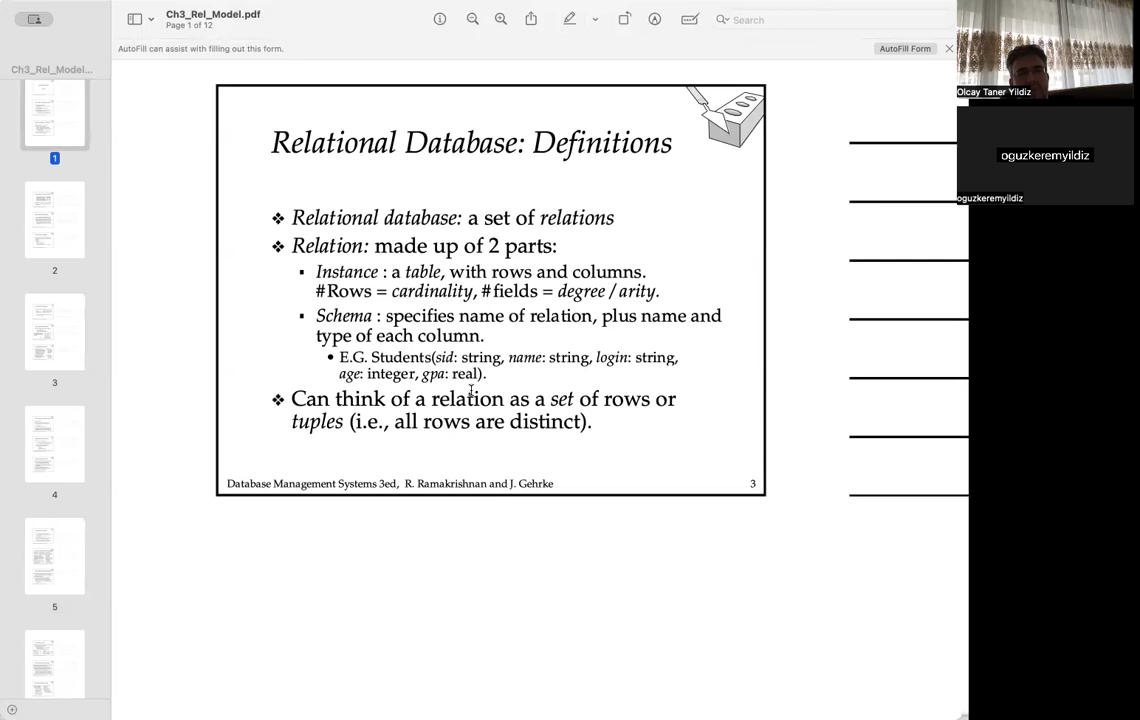 Ch3_Rel_Model.pdf
Page 1 of 12
Search
AutoFill can assist with filling out this form.
AutoFill Form
Ch3_Rel_Model...
1
2
3
4
5
Relational Database: Definitions
❖ Relational database: a set of relations
❖ Relation: made up of 2 parts:
▪ Instance : a table, with rows and columns.
#Rows = cardinality, #fields = degree / arity.
▪ Schema : specifies name of relation, plus name and
type of each column.
• E.G. Students(sid: string, name: string, login: string,
age: integer, gpa: real).
❖ Can think of a relation as a set of rows or
tuples (i.e., all rows are distinct).
Database Management Systems 3ed, R. Ramakrishnan and J. Gehrke
3
Olcay Taner Yildiz
oguzkeremyildiz
oguzkeremyildiz